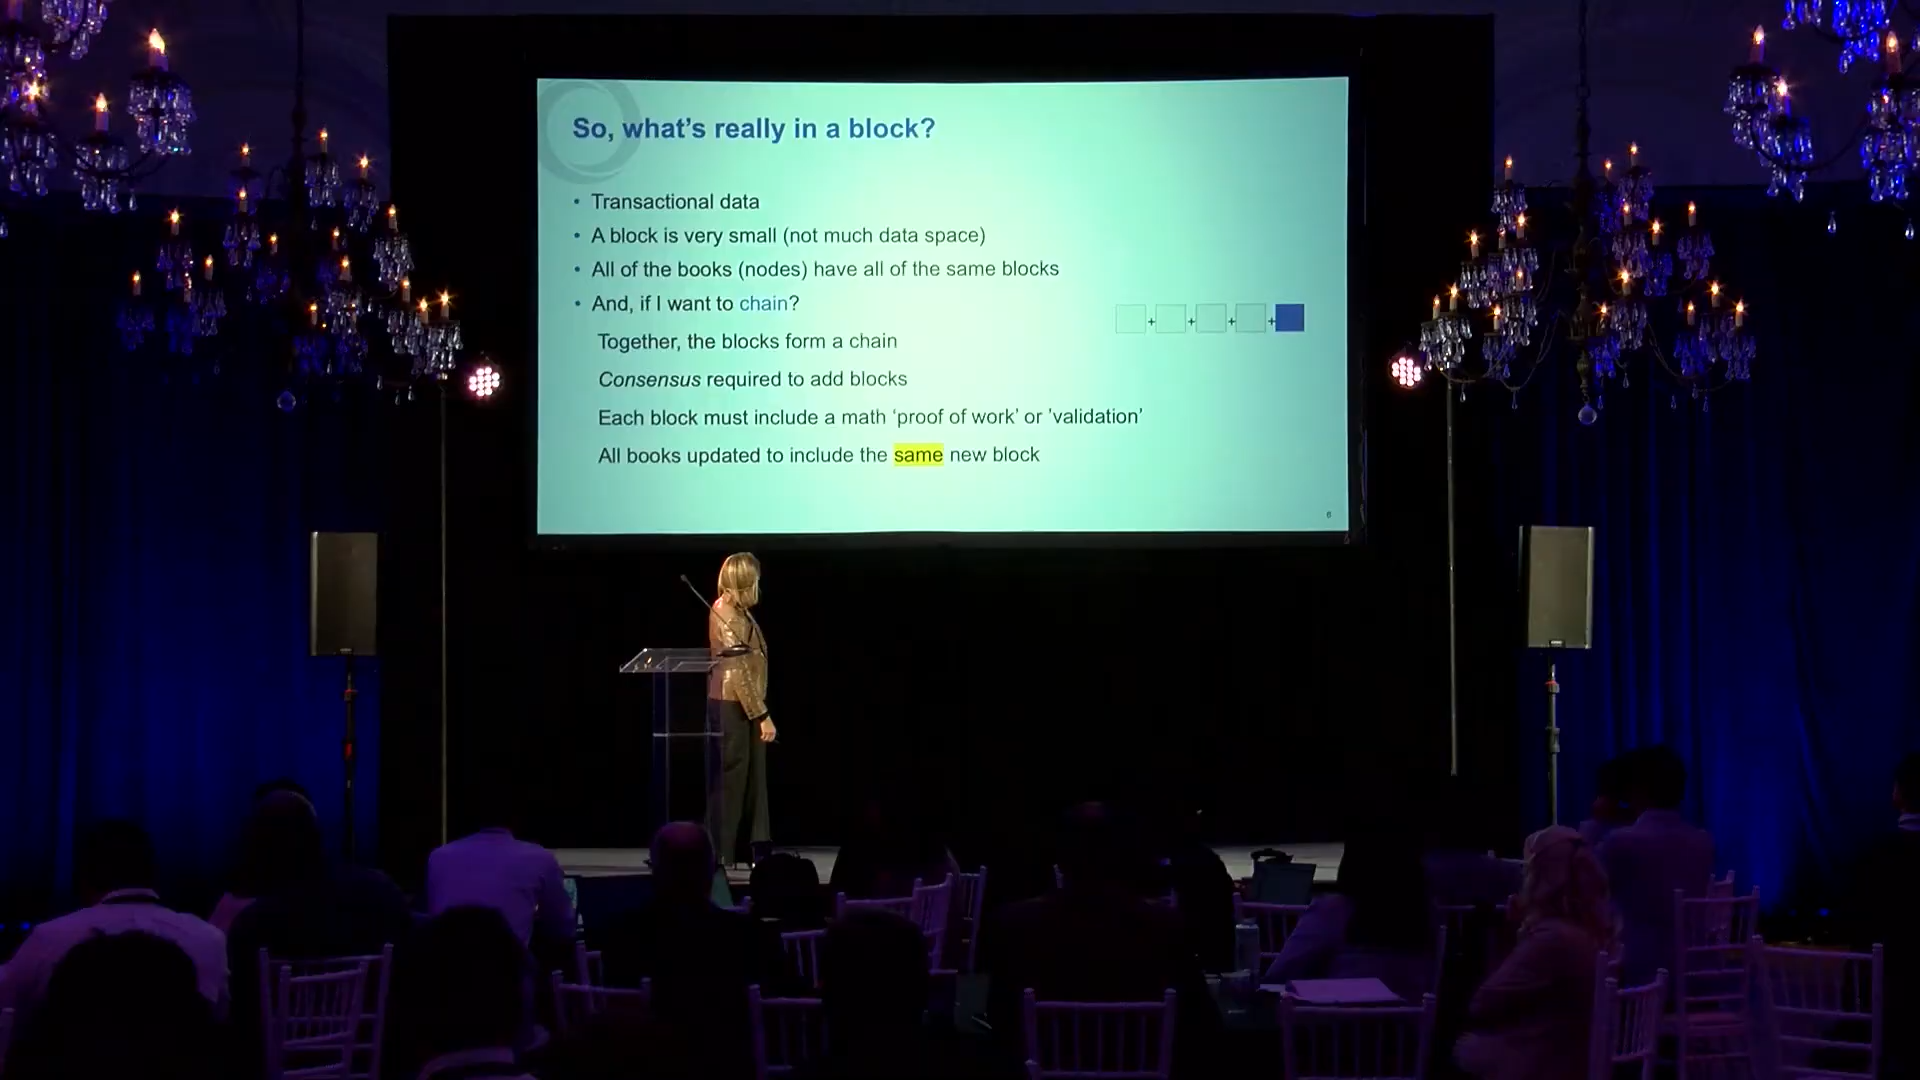 So, what's really in a block?
• Transactional data
• A block is very small (not much data space)
• All of the books (nodes) have all of the same blocks
• And, if I want to chain?
+ + + +
Together, the blocks form a chain
Consensus required to add blocks
Each block must include a math ‘proof of work’ or ’validation’
All books updated to include the same new block
6